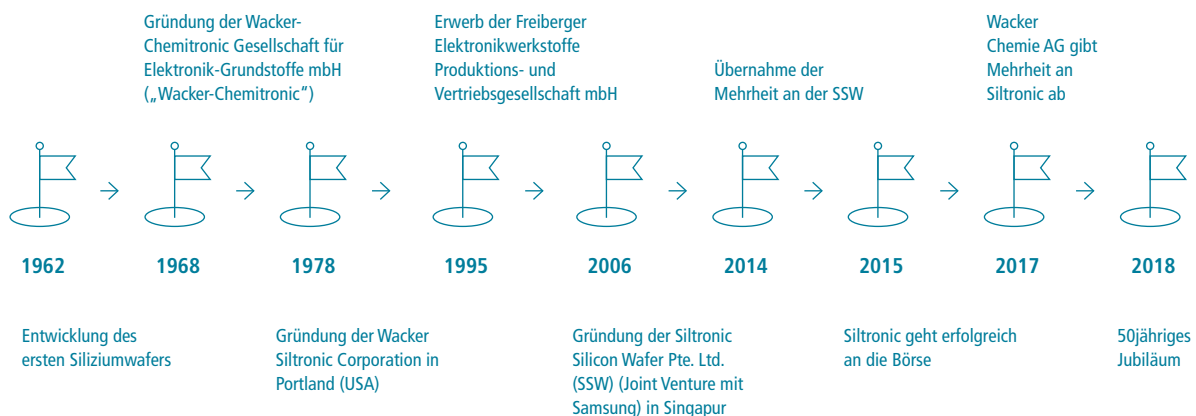 Gründung der Wacker-
Chemitronic Gesellschaft für
Elektronik-Grundstoffe mbH
(„Wacker-Chemitronic“)
Erwerb der Freiberger
Elektronikwerkstoffe
Produktions- und
Vertriebsgesellschaft mbH
Übernahme der
Mehrheit an der SSW
Wacker
Chemie AG gibt
Mehrheit an
Siltronic ab
1962
1968
1978
1995
2006
2014
2015
2017
2018
Entwicklung des
ersten Siliziumwafers
Gründung der Wacker
Siltronic Corporation in
Portland (USA)
Gründung der Siltronic
Silicon Wafer Pte. Ltd.
(SSW) (Joint Venture mit
Samsung) in Singapur
Siltronic geht erfolgreich
an die Börse
50jähriges
Jubiläum